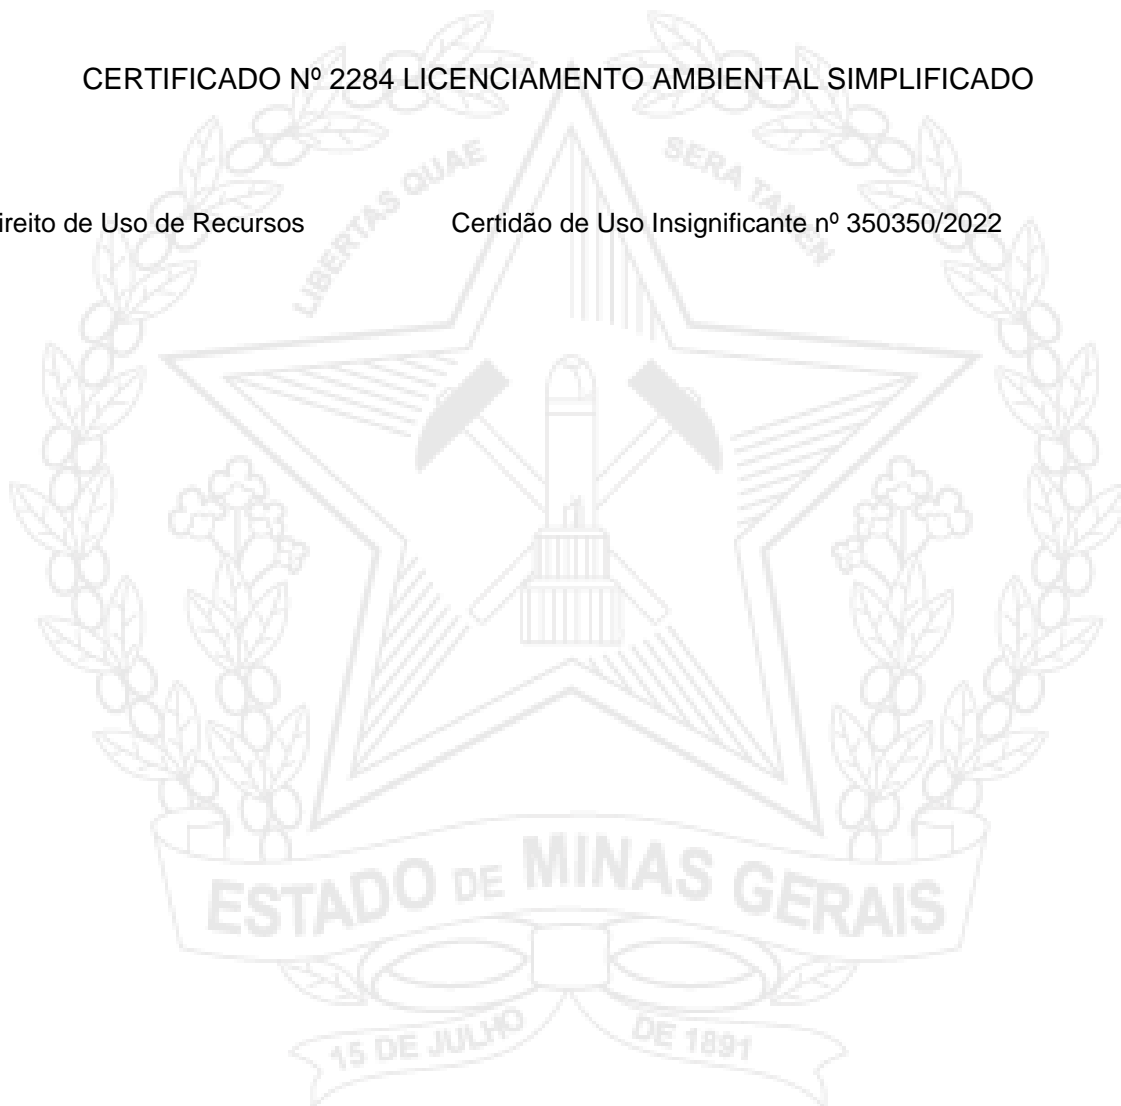 CERTIFICADO Nº 2284 LICENCIAMENTO AMBIENTAL SIMPLIFICADO
LIBERTAS QUAE SERA TAMEN
ireito de Uso de Recursos Certidão de Uso Insignificante nº 350350/2022
ESTADO DE MINAS GERAIS
15 DE JULHO DE 1891